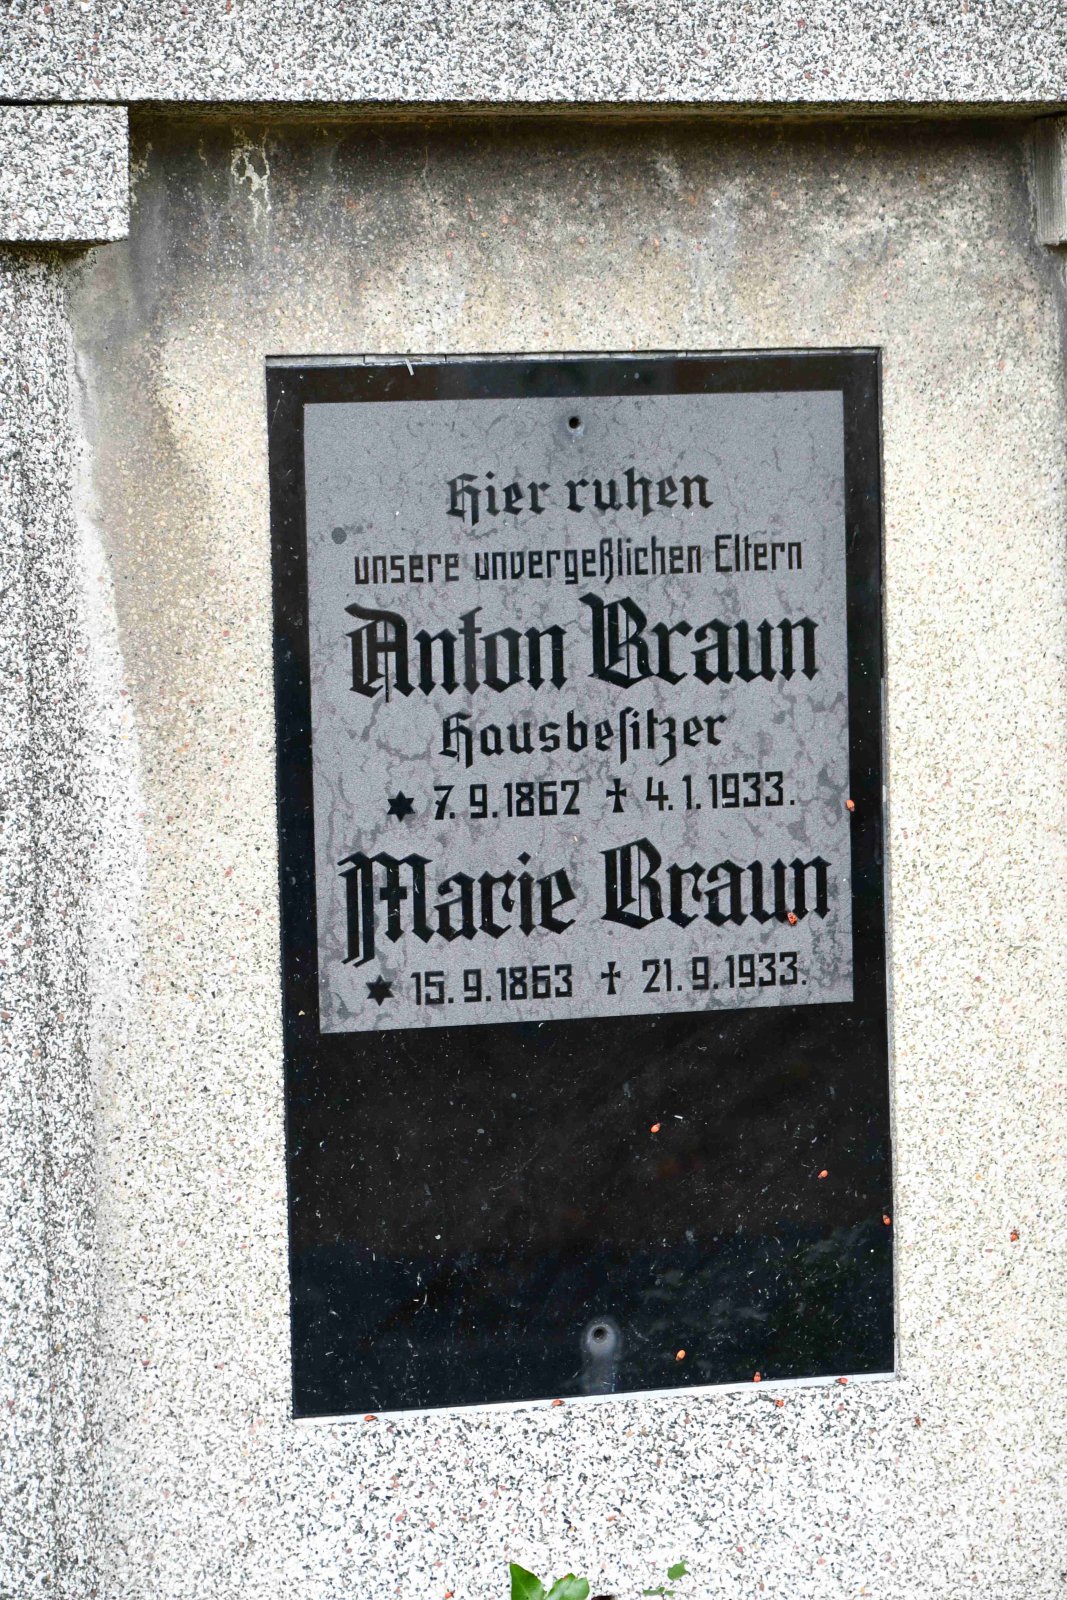 Hier ruhen
unsere unvergeßlichen Eltern
Anton Braun
Hausbesitzer
✶ 7. 9. 1862 ✝ 4. 1. 1933.
Marie Braun
✶ 15. 9. 1863 ✝ 21. 9. 1933.